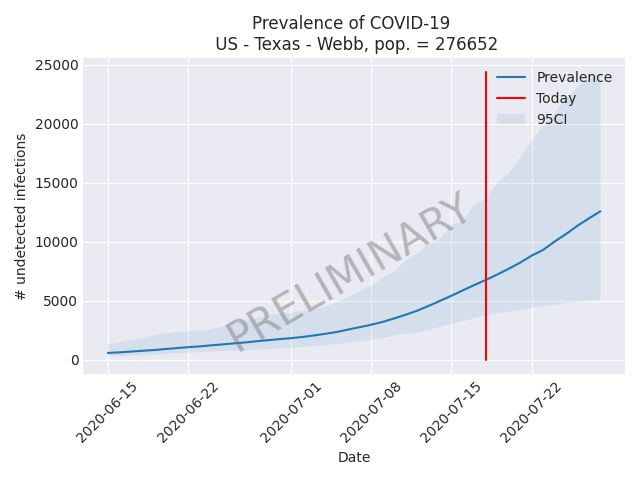 Prevalence of COVID-19
US - Texas - Webb, pop. = 276652
25000
20000
15000
10000
5000
0
# undetected infections
Prevalence
Today
95CI
PRELIMINARY
2020-06-15
2020-06-22
2020-07-01
2020-07-08
2020-07-15
2020-07-22
Date